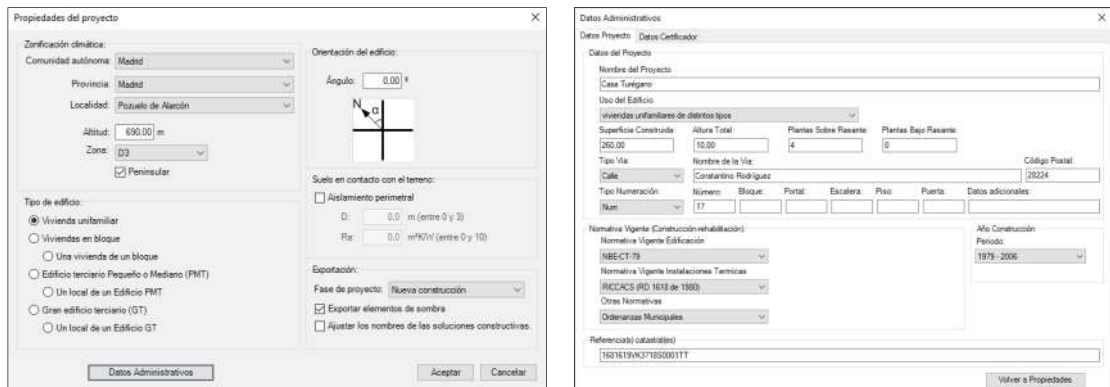 Propiedades del proyecto
Zonificación climática:
Comunidad autónoma: Madrid
Provincia: Madrid
Localidad: Pozuelo de Alarcón
Altitud: 690.00 m
Zona: D3
Peninsular
Tipo de edificio:
Vivienda unifamiliar
Viviendas en bloque
Una vivienda de un bloque
Edificio terciario Pequeño o Mediano (PMT)
Un local de un Edificio PMT
Gran edificio terciario (GT)
Un local de un Edificio GT
Orientación del edificio:
Ángulo: 0.00 º
N α
Suelo en contacto con el terreno:
Aislamiento perimetral
D: 0.0 m (entre 0 y 3)
Ra: 0.0 m²K/W (entre 0 y 10)
Exportación:
Fase de proyecto: Nueva construcción
Exportar elementos de sombra
Ajustar los nombres de las soluciones constructivas.
Datos Administrativos
Aceptar Cancelar
Datos Administrativos
Datos Proyecto Datos Certificador
Datos del Proyecto
Nombre del Proyecto
Casa Turégano
Uso del Edificio
viviendas unifamiliares de distintos tipos
Superficie Construida: Altura Total: Plantas Sobre Rasante: Plantas Bajo Rasante:
260,00 10,00 4 0
Tipo Via: Nombre de la Via: Código Postal:
Calle Constantino Rodríguez 28224
Tipo Numeración: Número: Bloque: Portal: Escalera: Piso: Puerta: Datos adicionales:
Num 17
Normativa Vigente (Construcción-rehabilitación)
Normativa Vigente Edificación
NBE-CT-79
Normativa Vigente Instalaciones Termicas
RICCACS (RD 1618 de 1980)
Otras Normativas
Ordenanzas Municipales
Año Construcción
Periodo:
1979 - 2006
Referencia(s) catastral(es)
1681619VK3718S0001TT
Volver a Propiedades